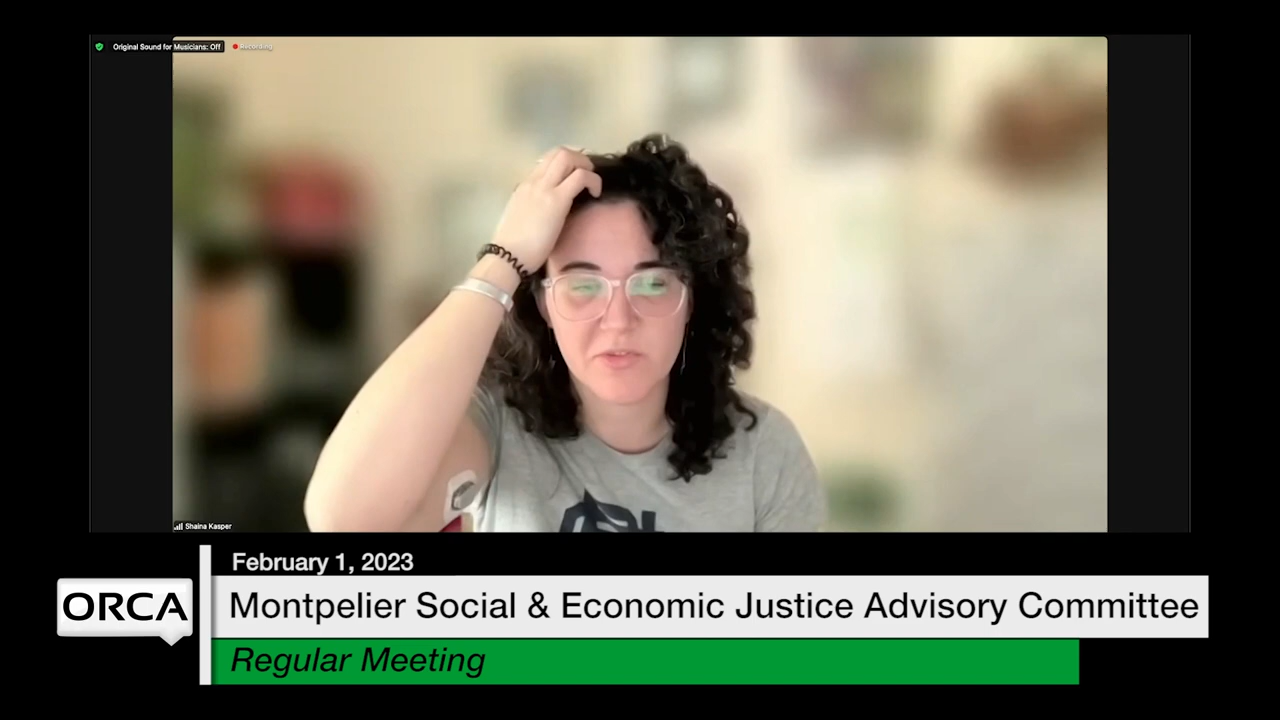 Original Sound for Musicians: Off
Recording
Shaina Kasper
February 1, 2023
ORCA
Montpelier Social & Economic Justice Advisory Committee
Regular Meeting